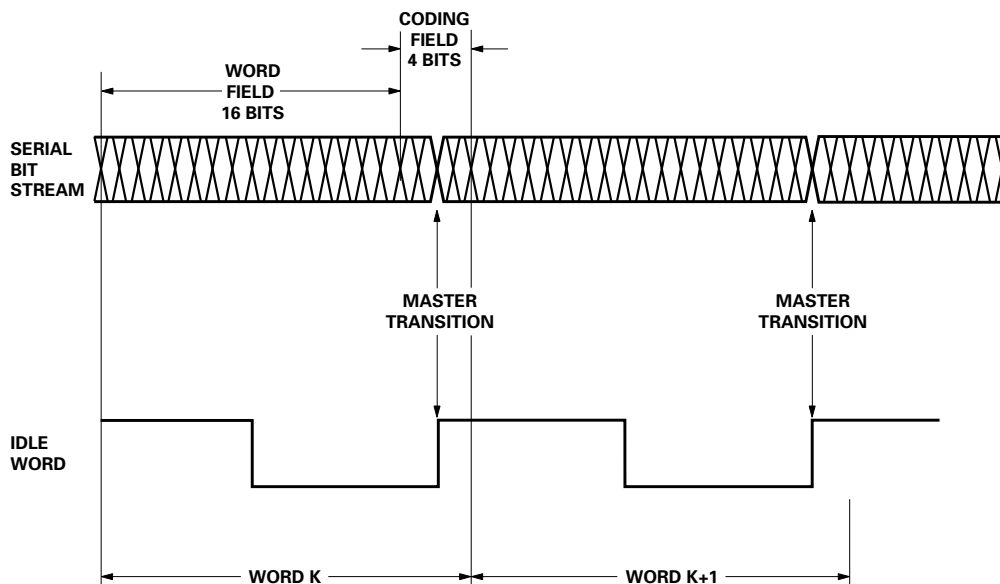 CODING
FIELD
4 BITS
WORD
FIELD
16 BITS
SERIAL
BIT
STREAM
MASTER
TRANSITION
MASTER
TRANSITION
IDLE
WORD
WORD K
WORD K+1